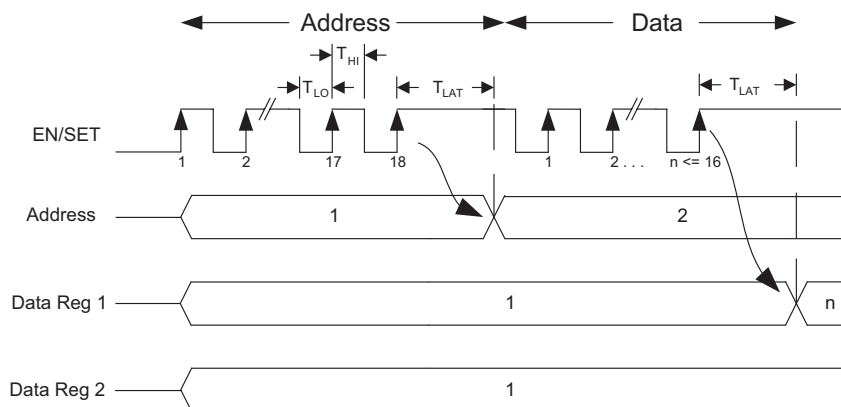 Address
Data
T_HI
T_LO
T_LAT
T_LAT
EN/SET
1
2
17
18
1
2 . . .
n <= 16
Address
1
2
Data Reg 1
1
n
Data Reg 2
1